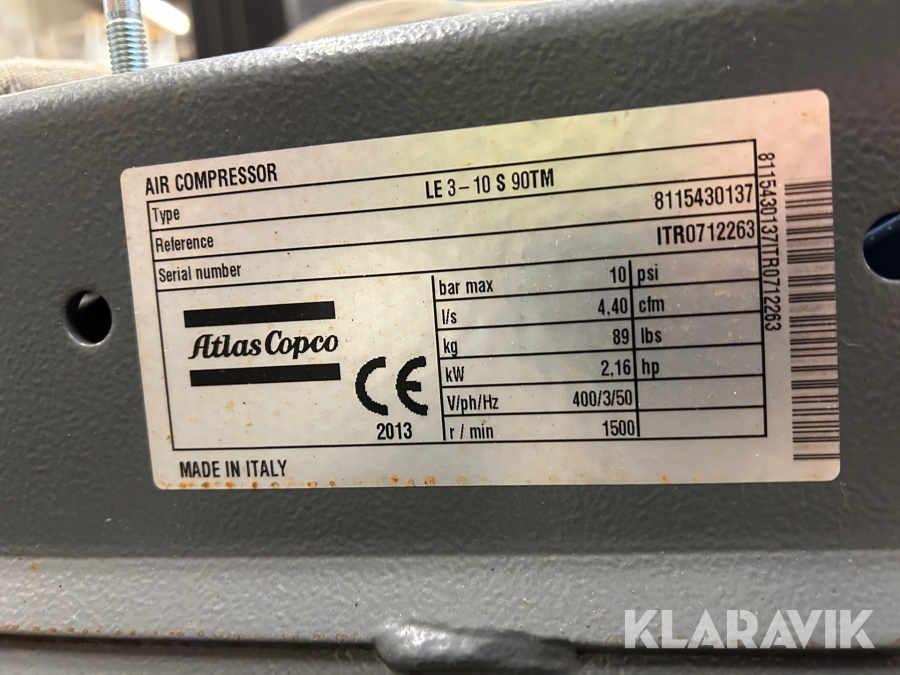 AIR COMPRESSOR
Type LE 3-10 S 90TM
Reference 8115430137
Serial number ITR0712263
bar max 10 psi
l/s 4,40 cfm
kg 89 lbs
kW 2,16 hp
V/ph/Hz 400/3/50
r / min 1500
Atlas Copco
CE
2013
MADE IN ITALY
8115430137ITR0712263
KLARAVIK